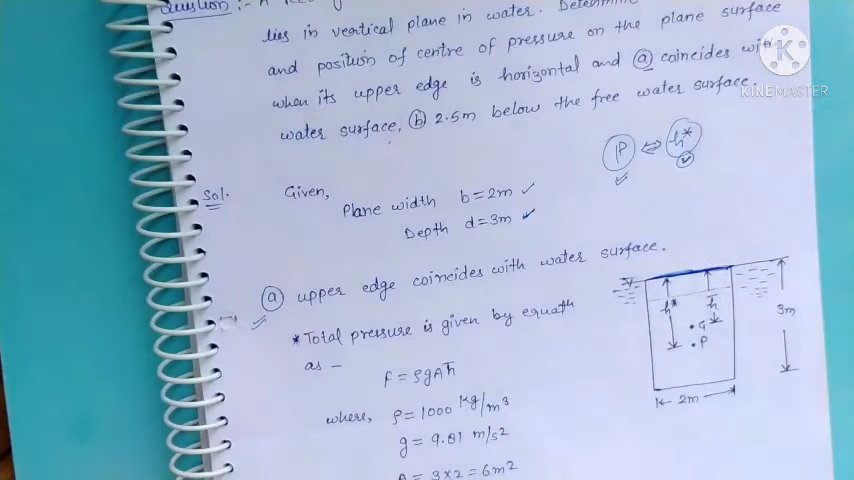 Question :- A
lies in vertical plane in water. Determine
and position of centre of pressure on the plane surface
when its upper edge is horizontal and (a) coincides with
water surface, (b) 2.5m below the free water surface.
KINEMASTER
P ⇔ h*
Sol.
Given,
Plane width b = 2m ✓
Depth d = 3m ✓
(a) upper edge coincides with water surface.
*Total pressure is given by equatn
as —
F = ρgAh̄
where, ρ = 1000 kg/m³
g = 9.81 m/s²
A = 3×2 = 6m²
h*
h̄
G
P
3m
2m